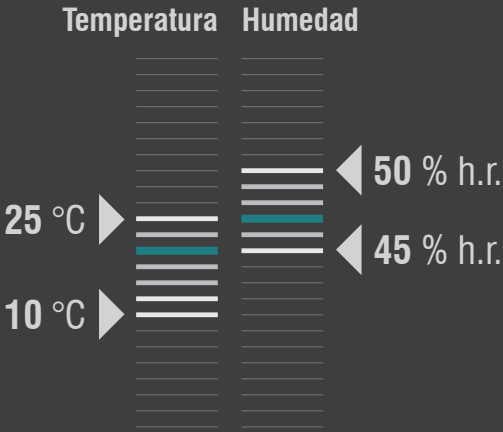 Temperatura Humedad
50 % h.r.
25 °C
45 % h.r.
10 °C